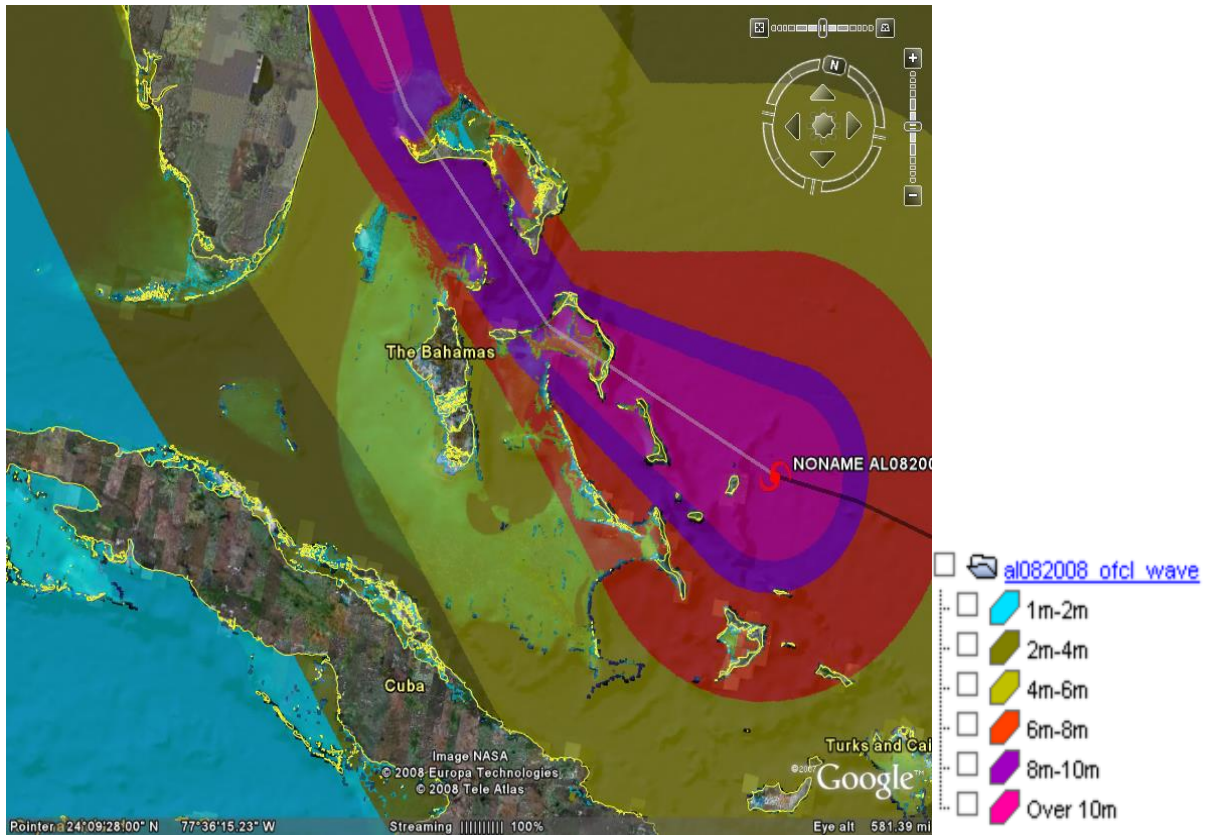 N
The Bahamas
NONAME AL08200
Cuba
Turks and Cai
Image NASA
© 2008 Europa Technologies
© 2008 Tele Atlas
©2007 Google™
Pointer 24°09'28.00" N 77°36'15.23" W Streaming |||||||||| 100% Eye alt 581.39 mi
al082008_ofcl_wave
1m-2m
2m-4m
4m-6m
6m-8m
8m-10m
Over 10m